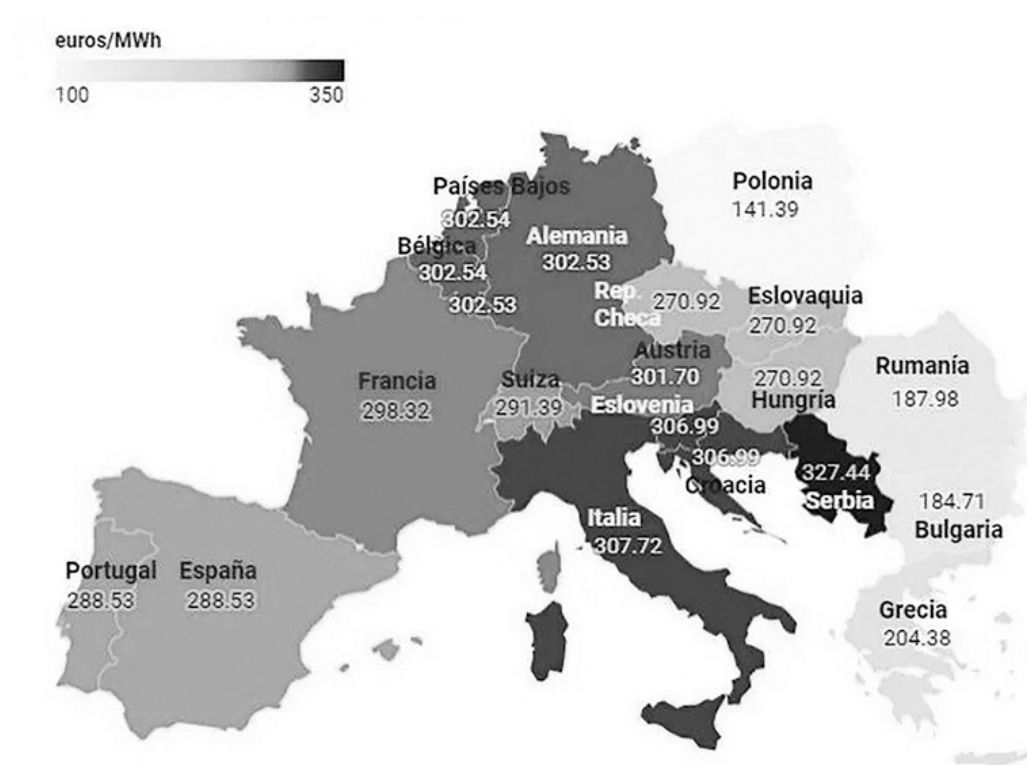 euros/MWh
100 350
Polonia
141.39
Países Bajos
302.54
Alemania
302.53
Bélgica
302.54
302.53
Rep.
Checa
270.92
Eslovaquia
270.92
Austria
301.70
Francia
298.32
Suiza
291.39
270.92
Hungría
Rumanía
187.98
Eslovenia
306.99
306.99
Croacia
327.44
Serbia
184.71
Bulgaria
Italia
307.72
Portugal
288.53
España
288.53
Grecia
204.38